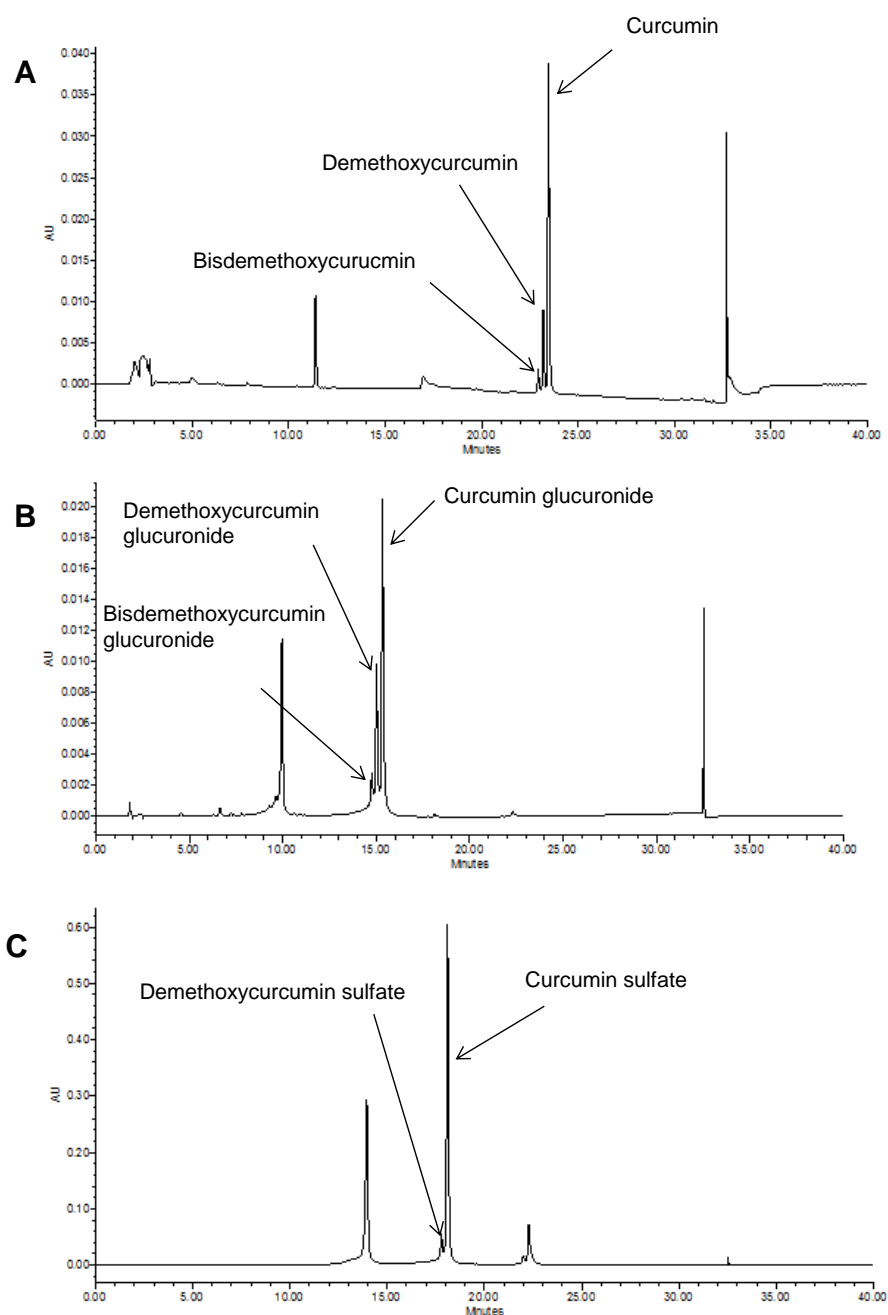 A
Curcumin
Demethoxycurcumin
Bisdemethoxycurucmin
AU
0.040
0.035
0.030
0.025
0.020
0.015
0.010
0.005
0.000
0.00 5.00 10.00 15.00 20.00 25.00 30.00 35.00 40.00
Minutes
B
Curcumin glucuronide
Demethoxycurcumin
glucuronide
Bisdemethoxycurcumin
glucuronide
AU
0.020
0.018
0.016
0.014
0.012
0.010
0.008
0.006
0.004
0.002
0.000
0.00 5.00 10.00 15.00 20.00 25.00 30.00 35.00 40.00
Minutes
C
Curcumin sulfate
Demethoxycurcumin sulfate
AU
0.60
0.50
0.40
0.30
0.20
0.10
0.00
0.00 5.00 10.00 15.00 20.00 25.00 30.00 35.00 40.00
Minutes